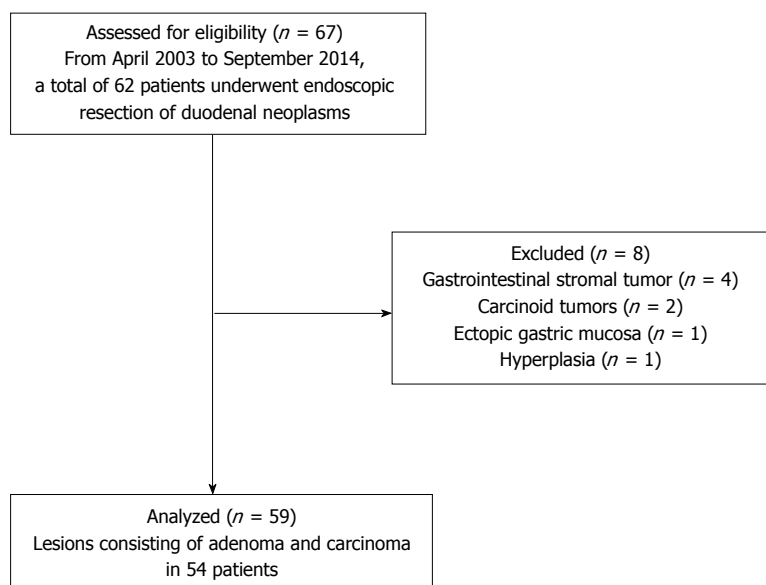 Assessed for eligibility (n = 67)
From April 2003 to September 2014,
a total of 62 patients underwent endoscopic
resection of duodenal neoplasms
Excluded (n = 8)
Gastrointestinal stromal tumor (n = 4)
Carcinoid tumors (n = 2)
Ectopic gastric mucosa (n = 1)
Hyperplasia (n = 1)
Analyzed (n = 59)
Lesions consisting of adenoma and carcinoma
in 54 patients